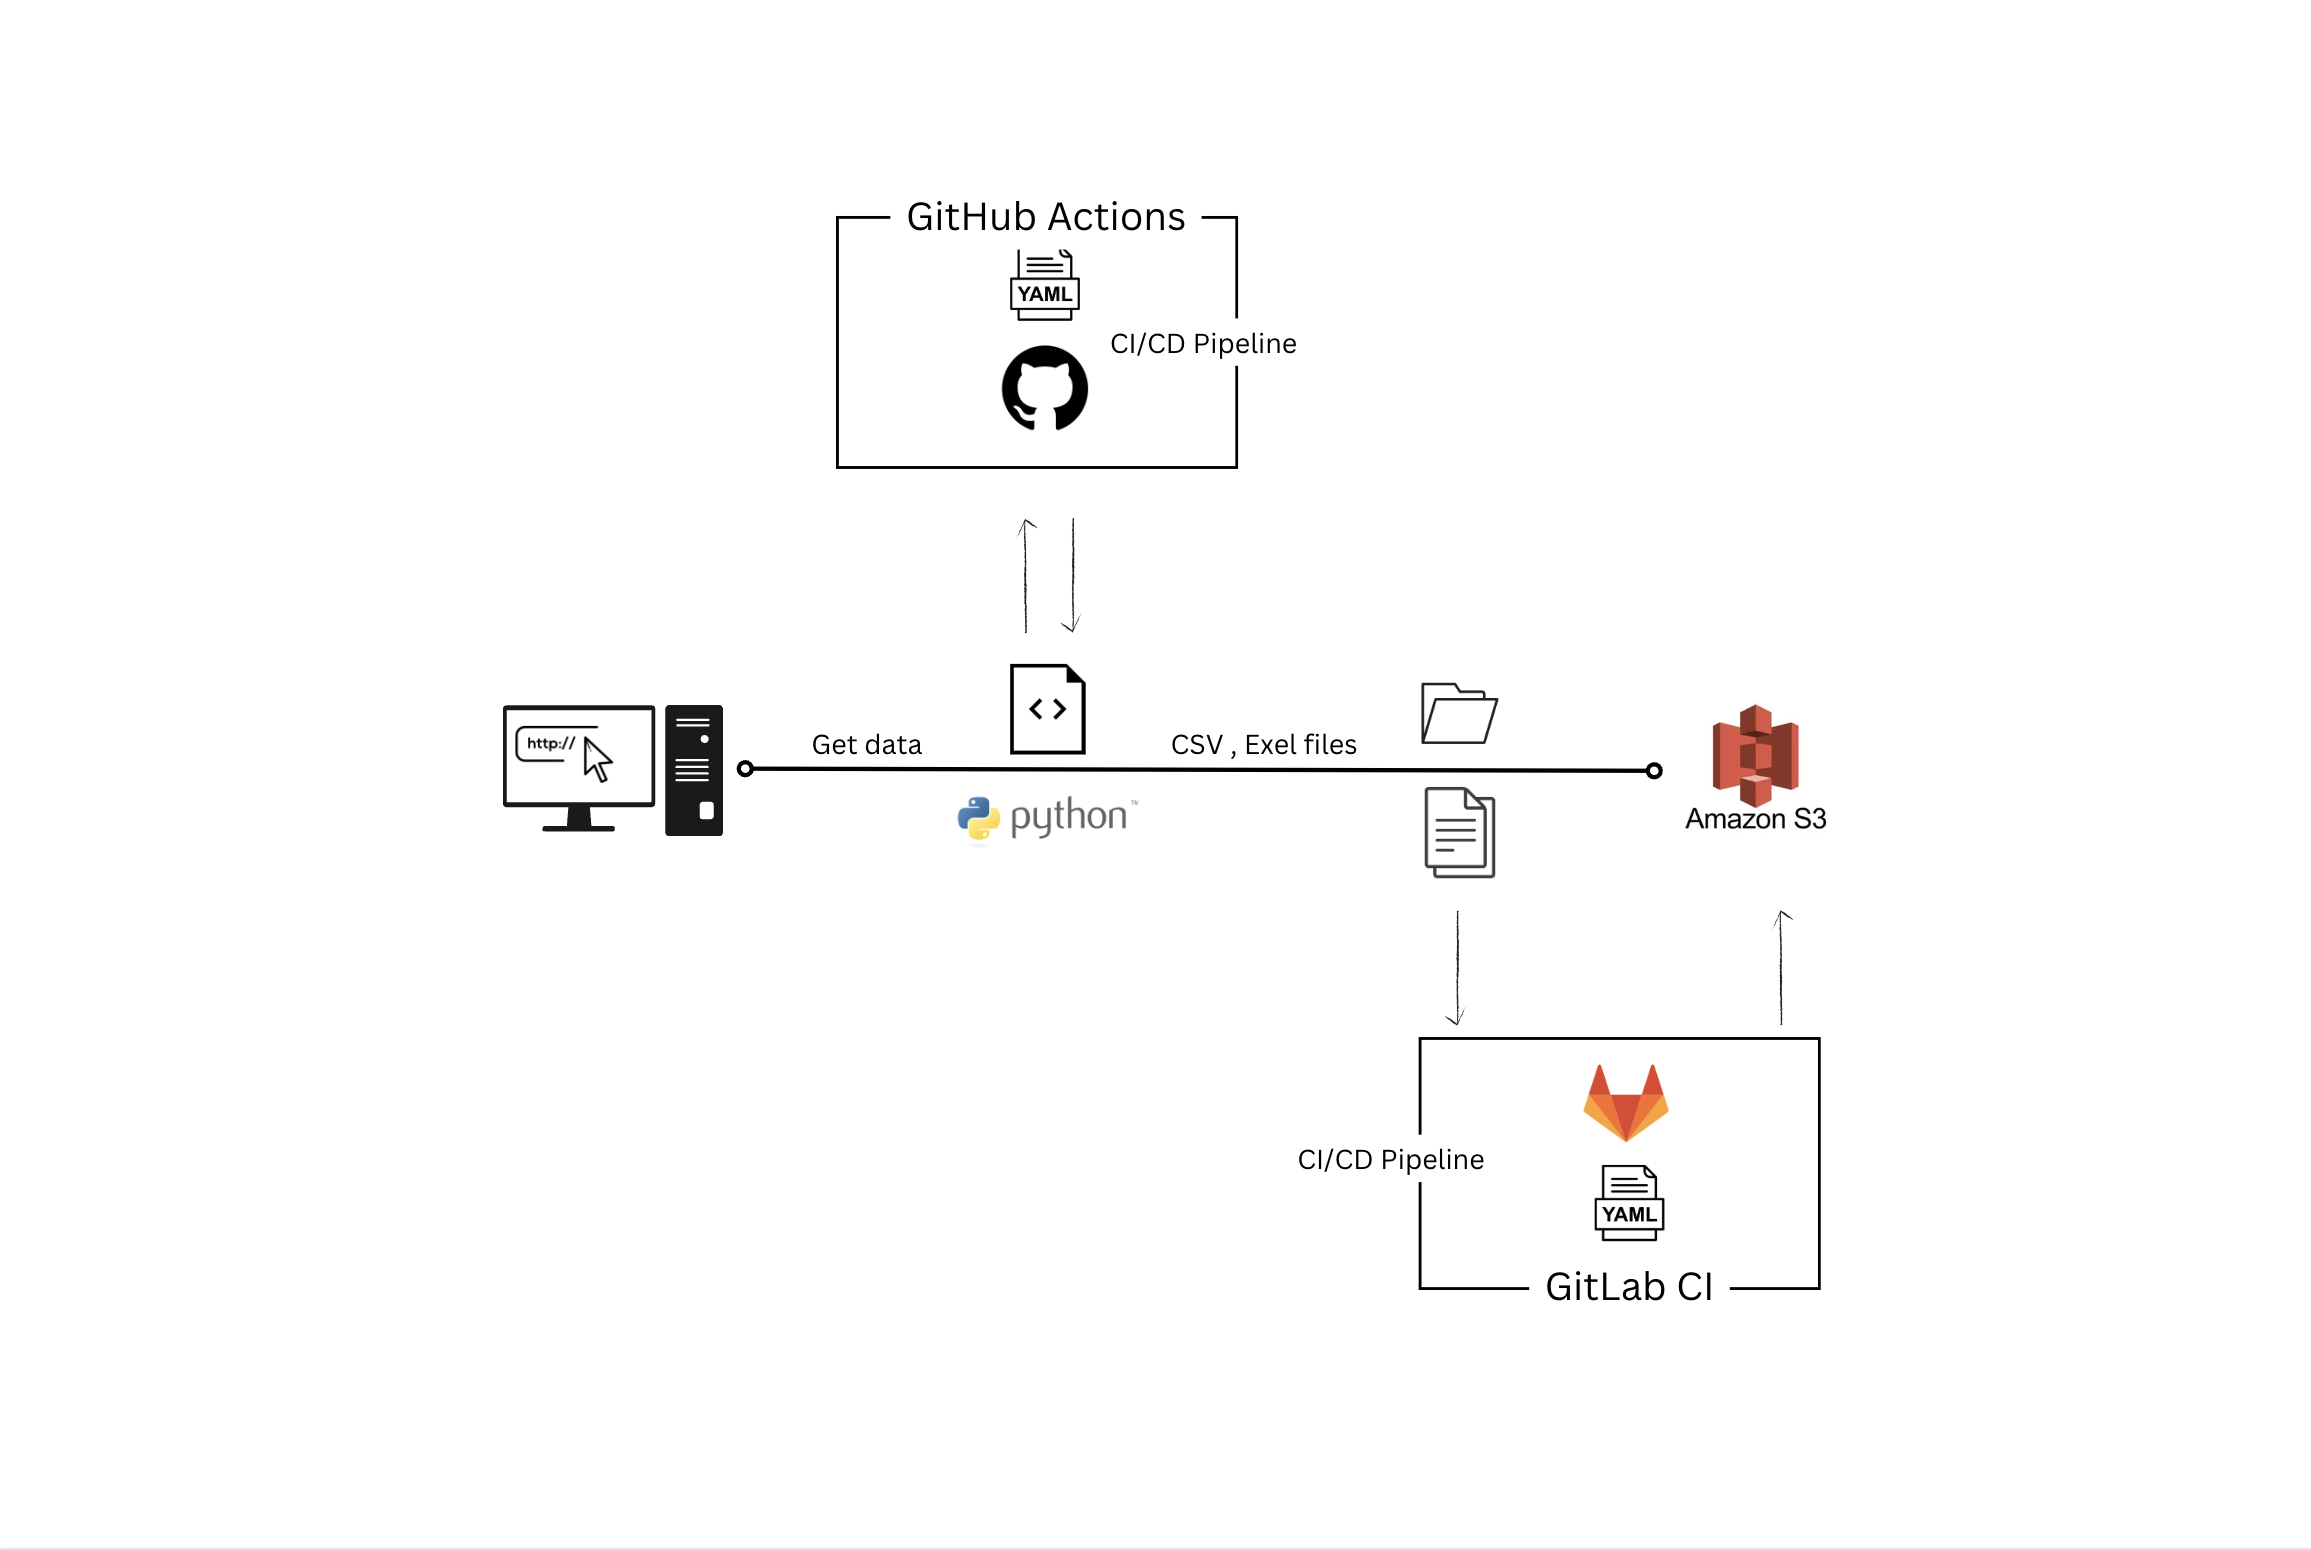 GitHub Actions
YAML
CI/CD Pipeline
http://
Get data
CSV , Exel files
python™
Amazon S3
CI/CD Pipeline
YAML
GitLab CI